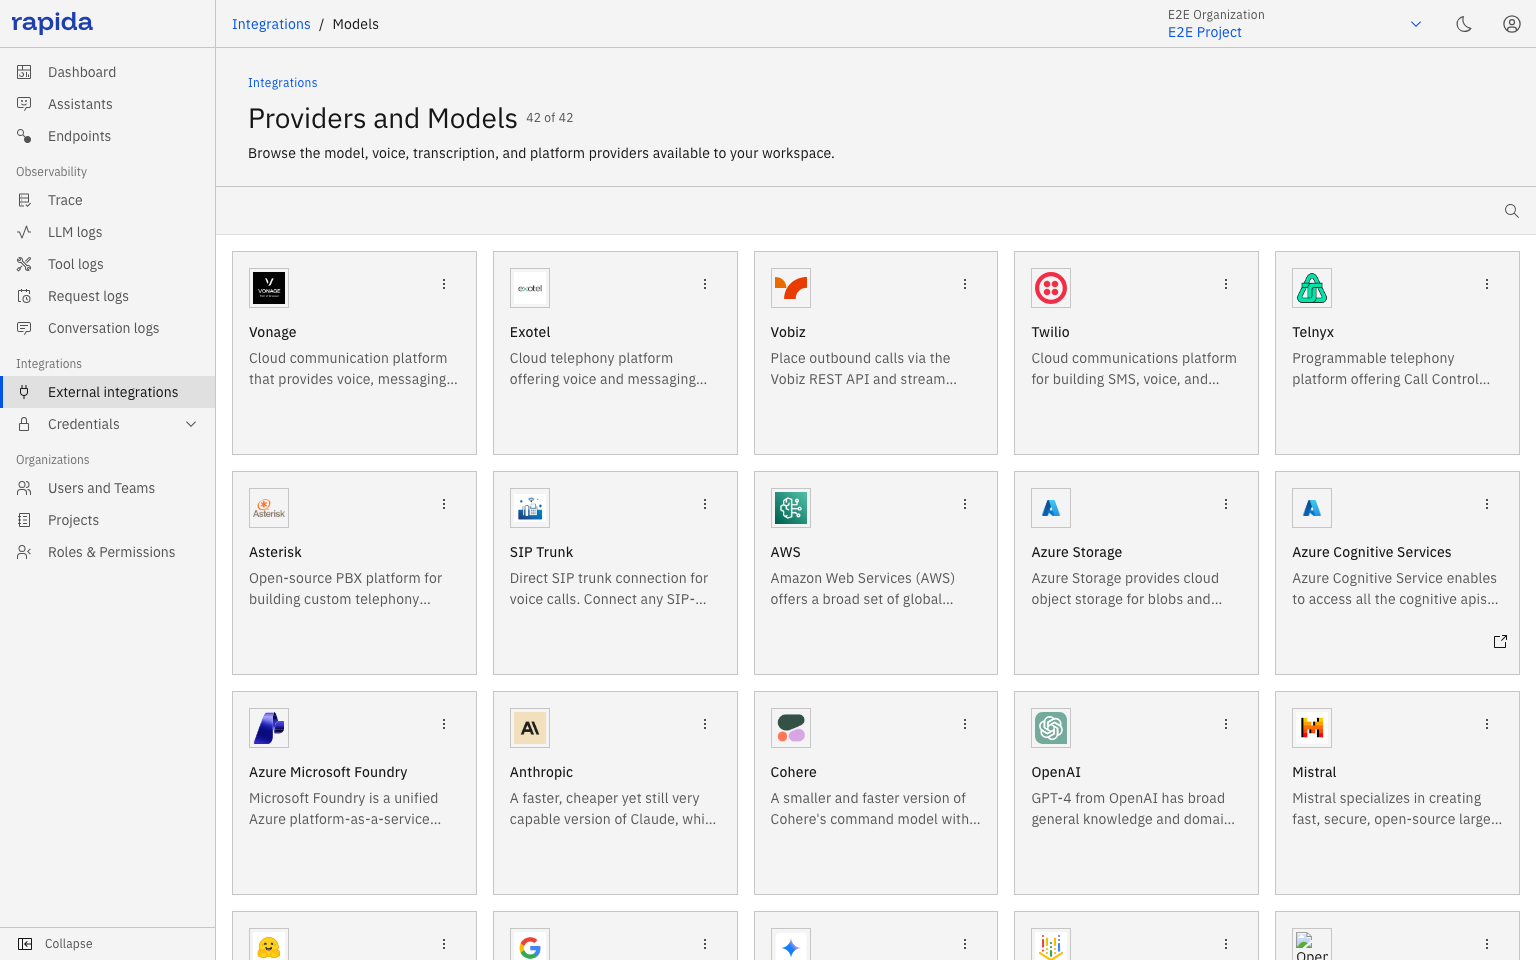 rapida
Integrations / Models
E2E Organization
E2E Project
Dashboard
Assistants
Endpoints
Observability
Trace
LLM logs
Tool logs
Request logs
Conversation logs
Integrations
External integrations
Credentials
Organizations
Users and Teams
Projects
Roles & Permissions
Collapse
Integrations
Providers and Models 42 of 42
Browse the model, voice, transcription, and platform providers available to your workspace.
VONAGE
Vonage
Cloud communication platform
that provides voice, messaging...
exotel
Exotel
Cloud telephony platform
offering voice and messaging...
Vobiz
Place outbound calls via the
Vobiz REST API and stream...
Twilio
Cloud communications platform
for building SMS, voice, and...
Telnyx
Programmable telephony
platform offering Call Control...
Asterisk
Asterisk
Open-source PBX platform for
building custom telephony...
SIP Trunk
Direct SIP trunk connection for
voice calls. Connect any SIP-...
AWS
Amazon Web Services (AWS)
offers a broad set of global...
Azure Storage
Azure Storage provides cloud
object storage for blobs and...
Azure Cognitive Services
Azure Cognitive Service enables
to access all the cognitive apis...
Azure Microsoft Foundry
Microsoft Foundry is a unified
Azure platform-as-a-service...
Anthropic
A faster, cheaper yet still very
capable version of Claude, whi...
Cohere
A smaller and faster version of
Cohere's command model with...
OpenAI
GPT-4 from OpenAI has broad
general knowledge and domai...
Mistral
Mistral specializes in creating
fast, secure, open-source large...
Oper